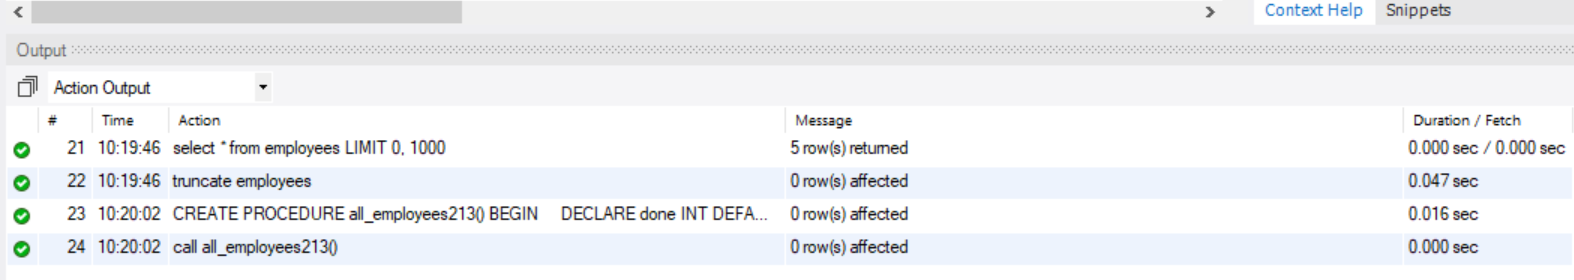 Context Help Snippets
Output
Action Output
# Time Action Message Duration / Fetch
21 10:19:46 select * from employees LIMIT 0, 1000 5 row(s) returned 0.000 sec / 0.000 sec
22 10:19:46 truncate employees 0 row(s) affected 0.047 sec
23 10:20:02 CREATE PROCEDURE all_employees213() BEGIN DECLARE done INT DEFA... 0 row(s) affected 0.016 sec
24 10:20:02 call all_employees213() 0 row(s) affected 0.000 sec